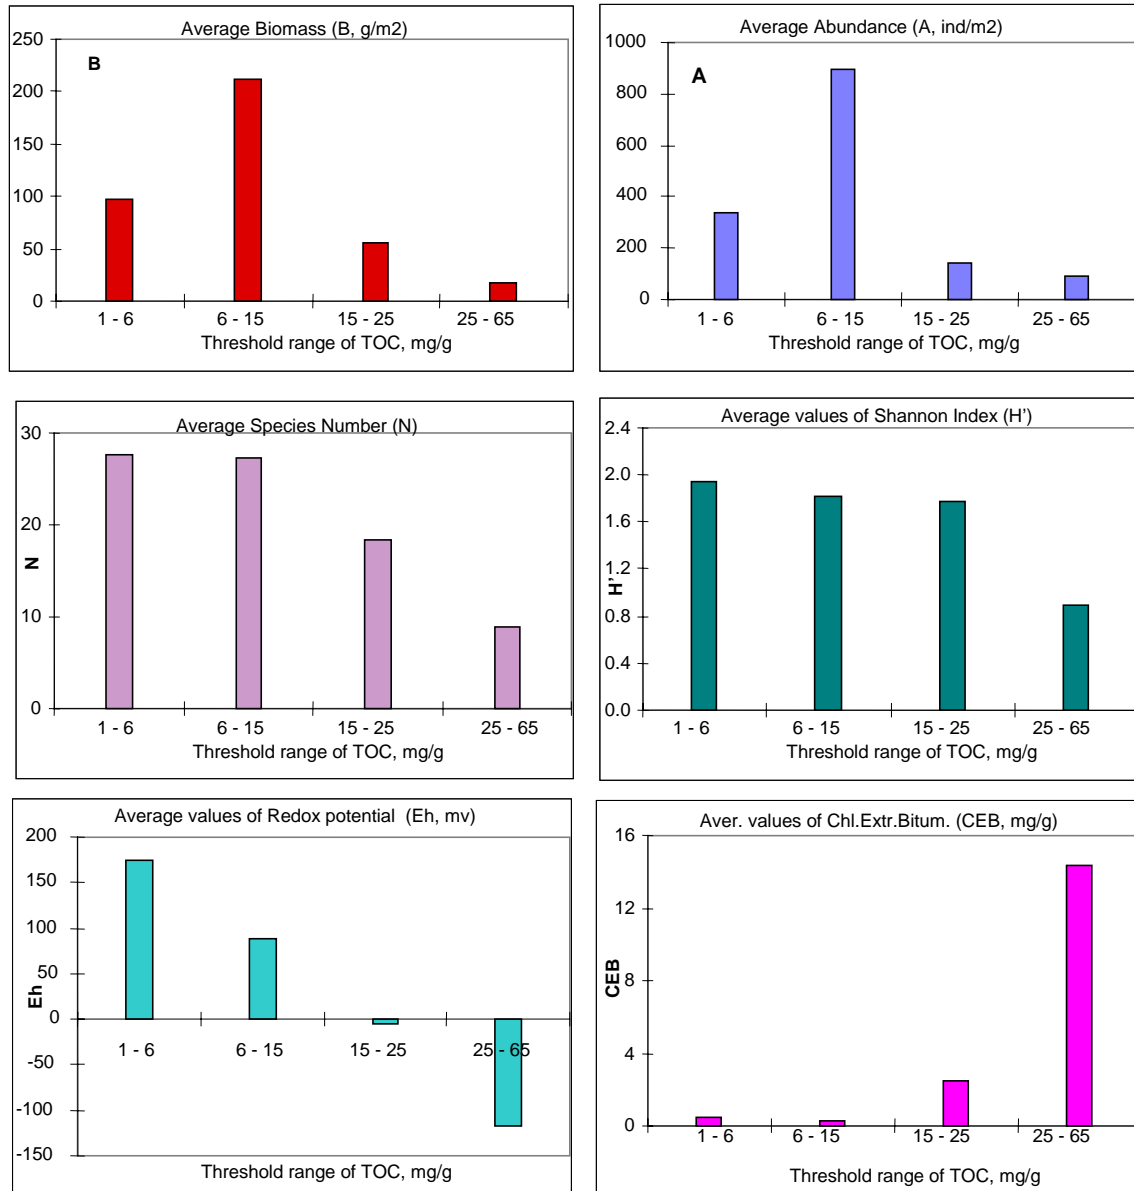 Average Biomass (B, g/m2)
B
250
200
150
100
50
0
1 - 6 6 - 15 15 - 25 25 - 65
Threshold range of TOC, mg/g
Average Abundance (A, ind/m2)
A
1000
800
600
400
200
0
1 - 6 6 - 15 15 - 25 25 - 65
Threshold range of TOC, mg/g
Average Species Number (N)
N
30
20
10
0
1 - 6 6 - 15 15 - 25 25 - 65
Threshold range of TOC, mg/g
Average values of Shannon Index (H’)
H’
2.4
2.0
1.6
1.2
0.8
0.4
0.0
1 - 6 6 - 15 15 - 25 25 - 65
Threshold range of TOC, mg/g
Average values of Redox potential (Eh, mv)
Eh
200
150
100
50
0
-50
-100
-150
1 - 6 6 - 15 15 - 25 25 - 65
Threshold range of TOC, mg/g
Aver. values of Chl.Extr.Bitum. (CEB, mg/g)
CEB
16
12
8
4
0
1 - 6 6 - 15 15 - 25 25 - 65
Threshold range of TOC, mg/g